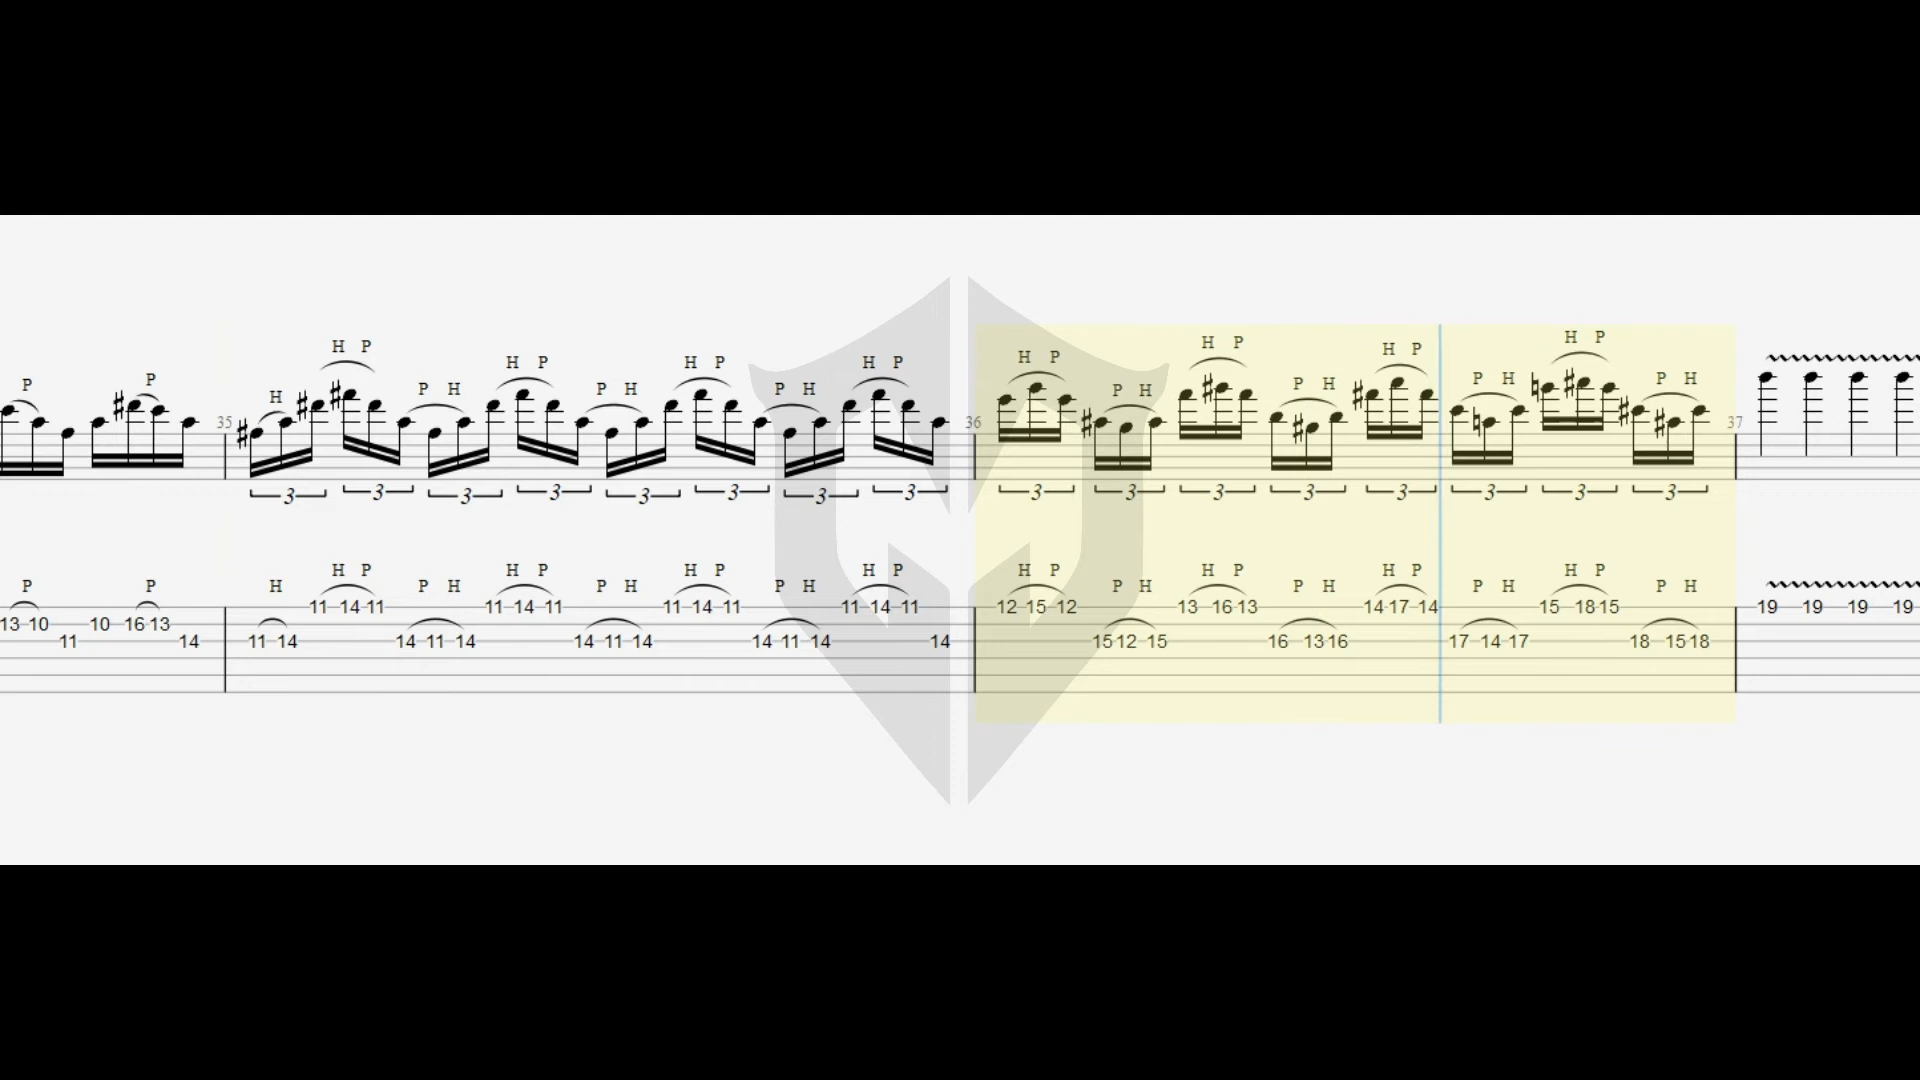 H P
H P H P H P H P H P H P H P
P P H P H P H P H P H P H P H P H
35 36 37
3 3 3 3 3 3 3 3 3 3 3 3 3 3 3 3
H P H P H P H P H P H P H P H P
P P H P H P H P H P H P H P H P H
11 14 11 11 14 11 11 14 11 11 14 11 12 15 12 13 16 13 14 17 14 15 18 15 19 19 19 19
13 10 10 16 13
11 14 11 14 14 11 14 14 11 14 14 11 14 14 15 12 15 16 13 16 17 14 17 18 15 18